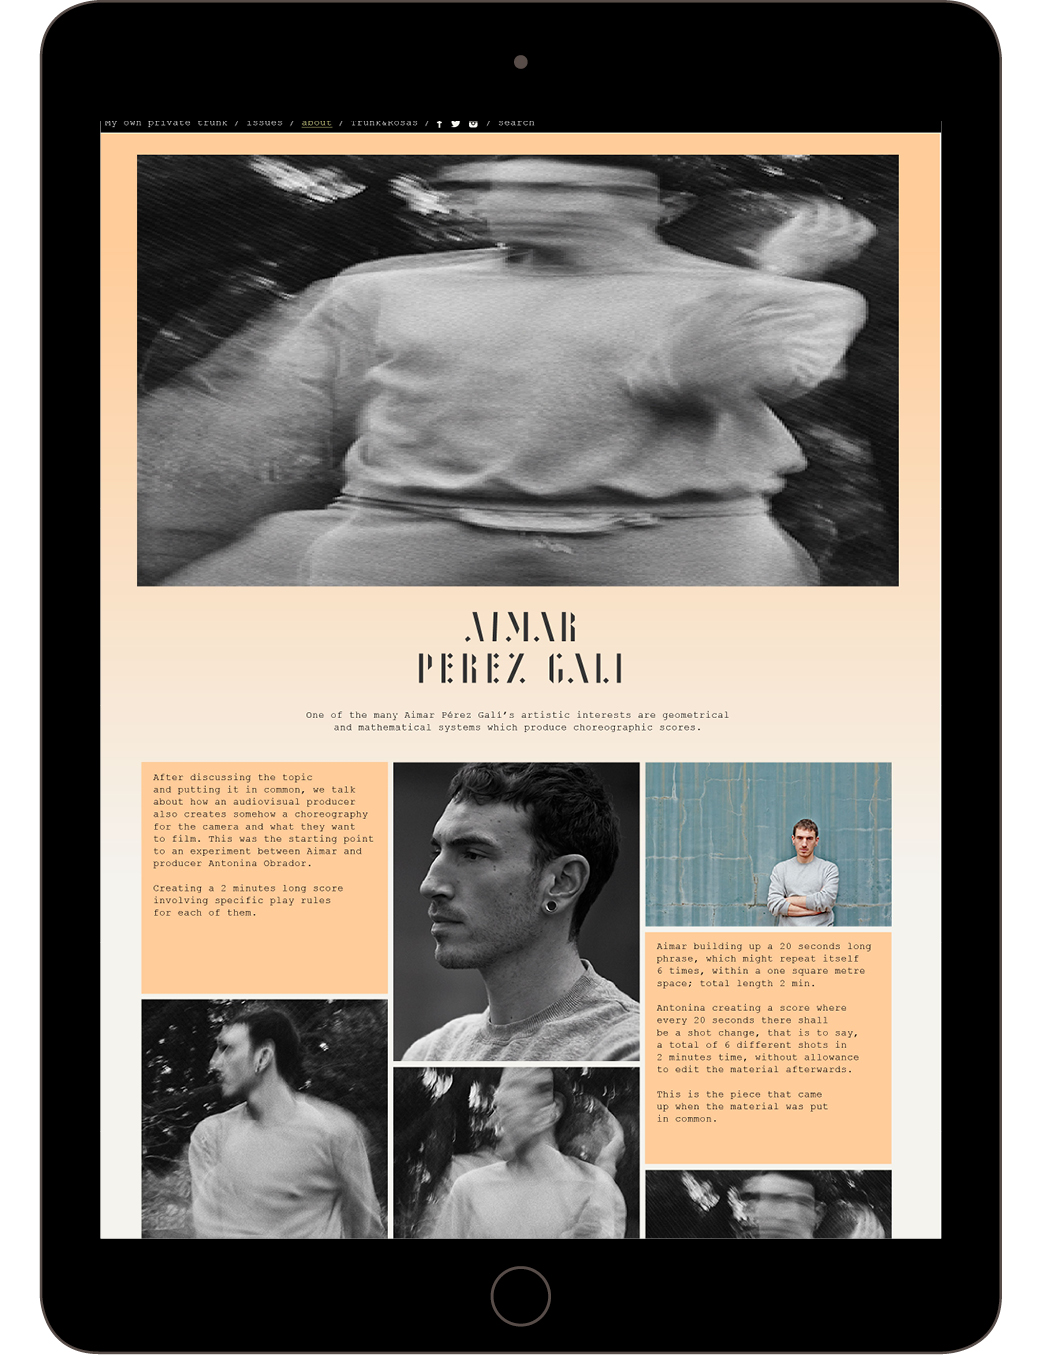 My own private trunk / issues / about / Trunk&Rosas / / search
AIMAR
PEREZ GALI
One of the many Aimar Pérez Galí's artistic interests are geometrical
and mathematical systems which produce choreographic scores.
After discussing the topic
and putting it in common, we talk
about how an audiovisual producer
also creates somehow a choreography
for the camera and what they want
to film. This was the starting point
to an experiment between Aimar and
producer Antonina Obrador.
Creating a 2 minutes long score
involving specific play rules
for each of them.
Aimar building up a 20 seconds long
phrase, which might repeat itself
6 times, within a one square metre
space; total length 2 min.
Antonina creating a score where
every 20 seconds there shall
be a shot change, that is to say,
a total of 6 different shots in
2 minutes time, without allowance
to edit the material afterwards.
This is the piece that came
up when the material was put
in common.